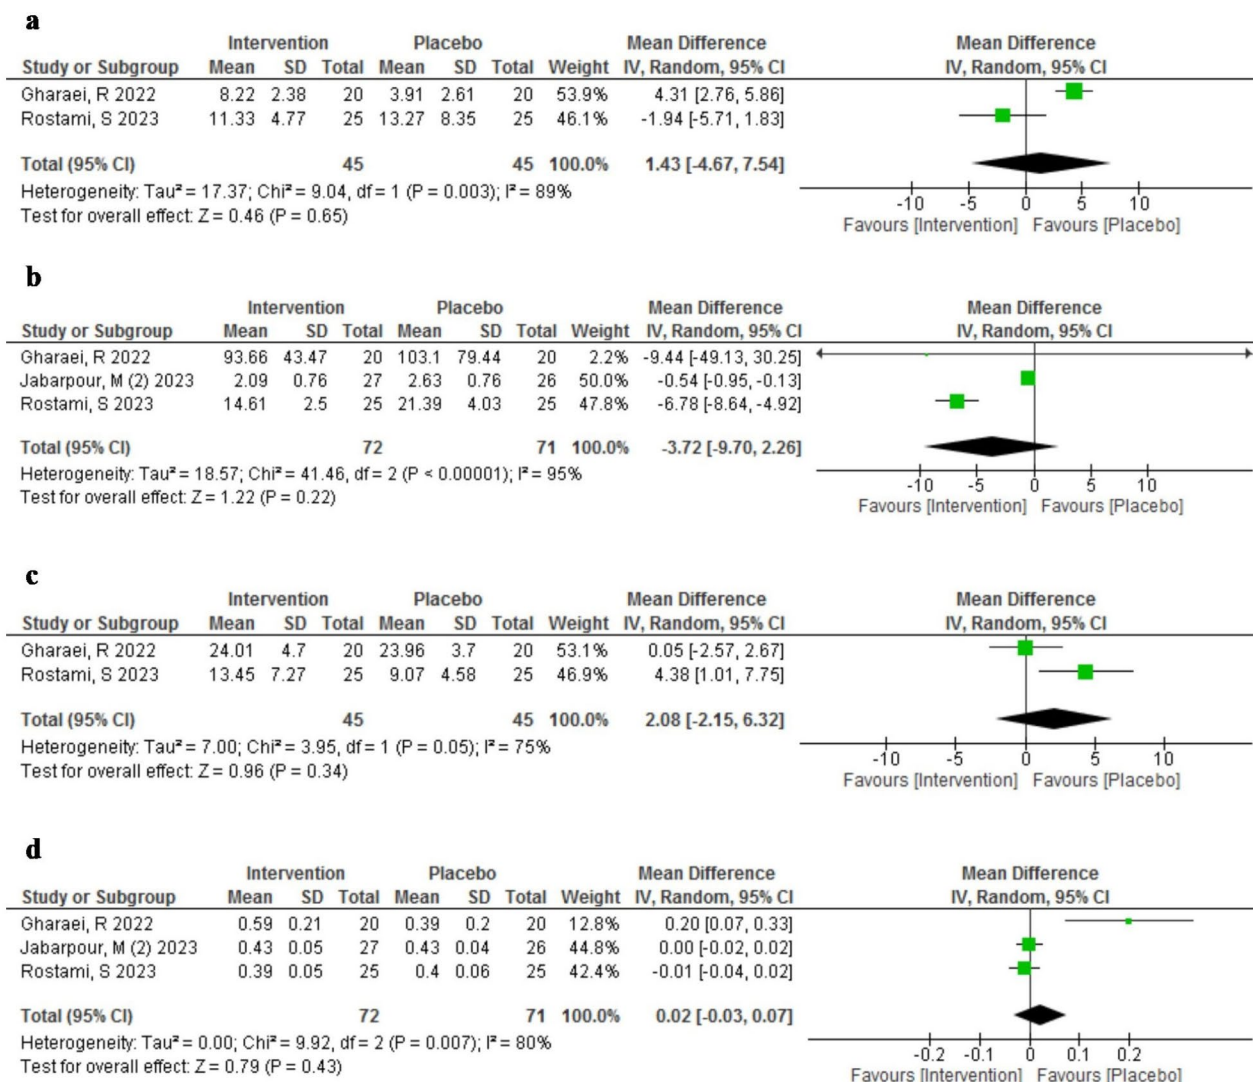 a
Intervention Placebo Mean Difference Mean Difference
Study or Subgroup Mean SD Total Mean SD Total Weight IV, Random, 95% CI IV, Random, 95% CI
Gharaei, R 2022 8.22 2.38 20 3.91 2.61 20 53.9% 4.31 [2.76, 5.86]
Rostami, S 2023 11.33 4.77 25 13.27 8.35 25 46.1% -1.94 [-5.71, 1.83]
Total (95% CI) 45 45 100.0% 1.43 [-4.67, 7.54]
Heterogeneity: Tau² = 17.37; Chi² = 9.04, df = 1 (P = 0.003); I² = 89%
Test for overall effect: Z = 0.46 (P = 0.65)
-10 -5 0 5 10
Favours [Intervention] Favours [Placebo]
b
Intervention Placebo Mean Difference Mean Difference
Study or Subgroup Mean SD Total Mean SD Total Weight IV, Random, 95% CI IV, Random, 95% CI
Gharaei, R 2022 93.66 43.47 20 103.1 79.44 20 2.2% -9.44 [-49.13, 30.25]
Jabarpour, M (2) 2023 2.09 0.76 27 2.63 0.76 26 50.0% -0.54 [-0.95, -0.13]
Rostami, S 2023 14.61 2.5 25 21.39 4.03 25 47.8% -6.78 [-8.64, -4.92]
Total (95% CI) 72 71 100.0% -3.72 [-9.70, 2.26]
Heterogeneity: Tau² = 18.57; Chi² = 41.46, df = 2 (P < 0.00001); I² = 95%
Test for overall effect: Z = 1.22 (P = 0.22)
-10 -5 0 5 10
Favours [Intervention] Favours [Placebo]
c
Intervention Placebo Mean Difference Mean Difference
Study or Subgroup Mean SD Total Mean SD Total Weight IV, Random, 95% CI IV, Random, 95% CI
Gharaei, R 2022 24.01 4.7 20 23.96 3.7 20 53.1% 0.05 [-2.57, 2.67]
Rostami, S 2023 13.45 7.27 25 9.07 4.58 25 46.9% 4.38 [1.01, 7.75]
Total (95% CI) 45 45 100.0% 2.08 [-2.15, 6.32]
Heterogeneity: Tau² = 7.00; Chi² = 3.95, df = 1 (P = 0.05); I² = 75%
Test for overall effect: Z = 0.96 (P = 0.34)
-10 -5 0 5 10
Favours [Intervention] Favours [Placebo]
d
Intervention Placebo Mean Difference Mean Difference
Study or Subgroup Mean SD Total Mean SD Total Weight IV, Random, 95% CI IV, Random, 95% CI
Gharaei, R 2022 0.59 0.21 20 0.39 0.2 20 12.8% 0.20 [0.07, 0.33]
Jabarpour, M (2) 2023 0.43 0.05 27 0.43 0.04 26 44.8% 0.00 [-0.02, 0.02]
Rostami, S 2023 0.39 0.05 25 0.4 0.06 25 42.4% -0.01 [-0.04, 0.02]
Total (95% CI) 72 71 100.0% 0.02 [-0.03, 0.07]
Heterogeneity: Tau² = 0.00; Chi² = 9.92, df = 2 (P = 0.007); I² = 80%
Test for overall effect: Z = 0.79 (P = 0.43)
-0.2 -0.1 0 0.1 0.2
Favours [Intervention] Favours [Placebo]